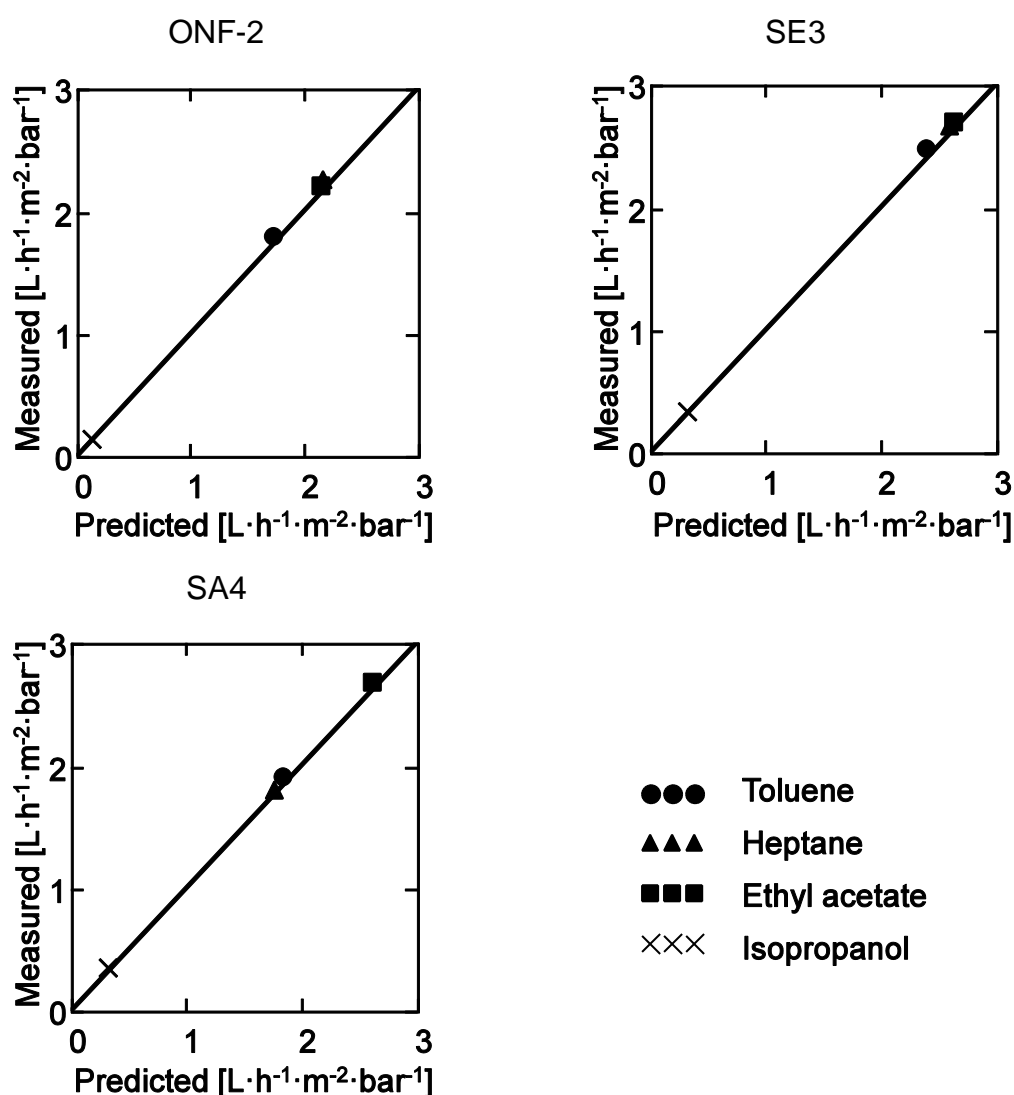 ONF-2
Measured [L·h⁻¹·m⁻²·bar⁻¹]
3
2
1
0
0 1 2 3
Predicted [L·h⁻¹·m⁻²·bar⁻¹]
SE3
Measured [L·h⁻¹·m⁻²·bar⁻¹]
3
2
1
0
0 1 2 3
Predicted [L·h⁻¹·m⁻²·bar⁻¹]
SA4
Measured [L·h⁻¹·m⁻²·bar⁻¹]
3
2
1
0
0 1 2 3
Predicted [L·h⁻¹·m⁻²·bar⁻¹]
Toluene
Heptane
Ethyl acetate
Isopropanol